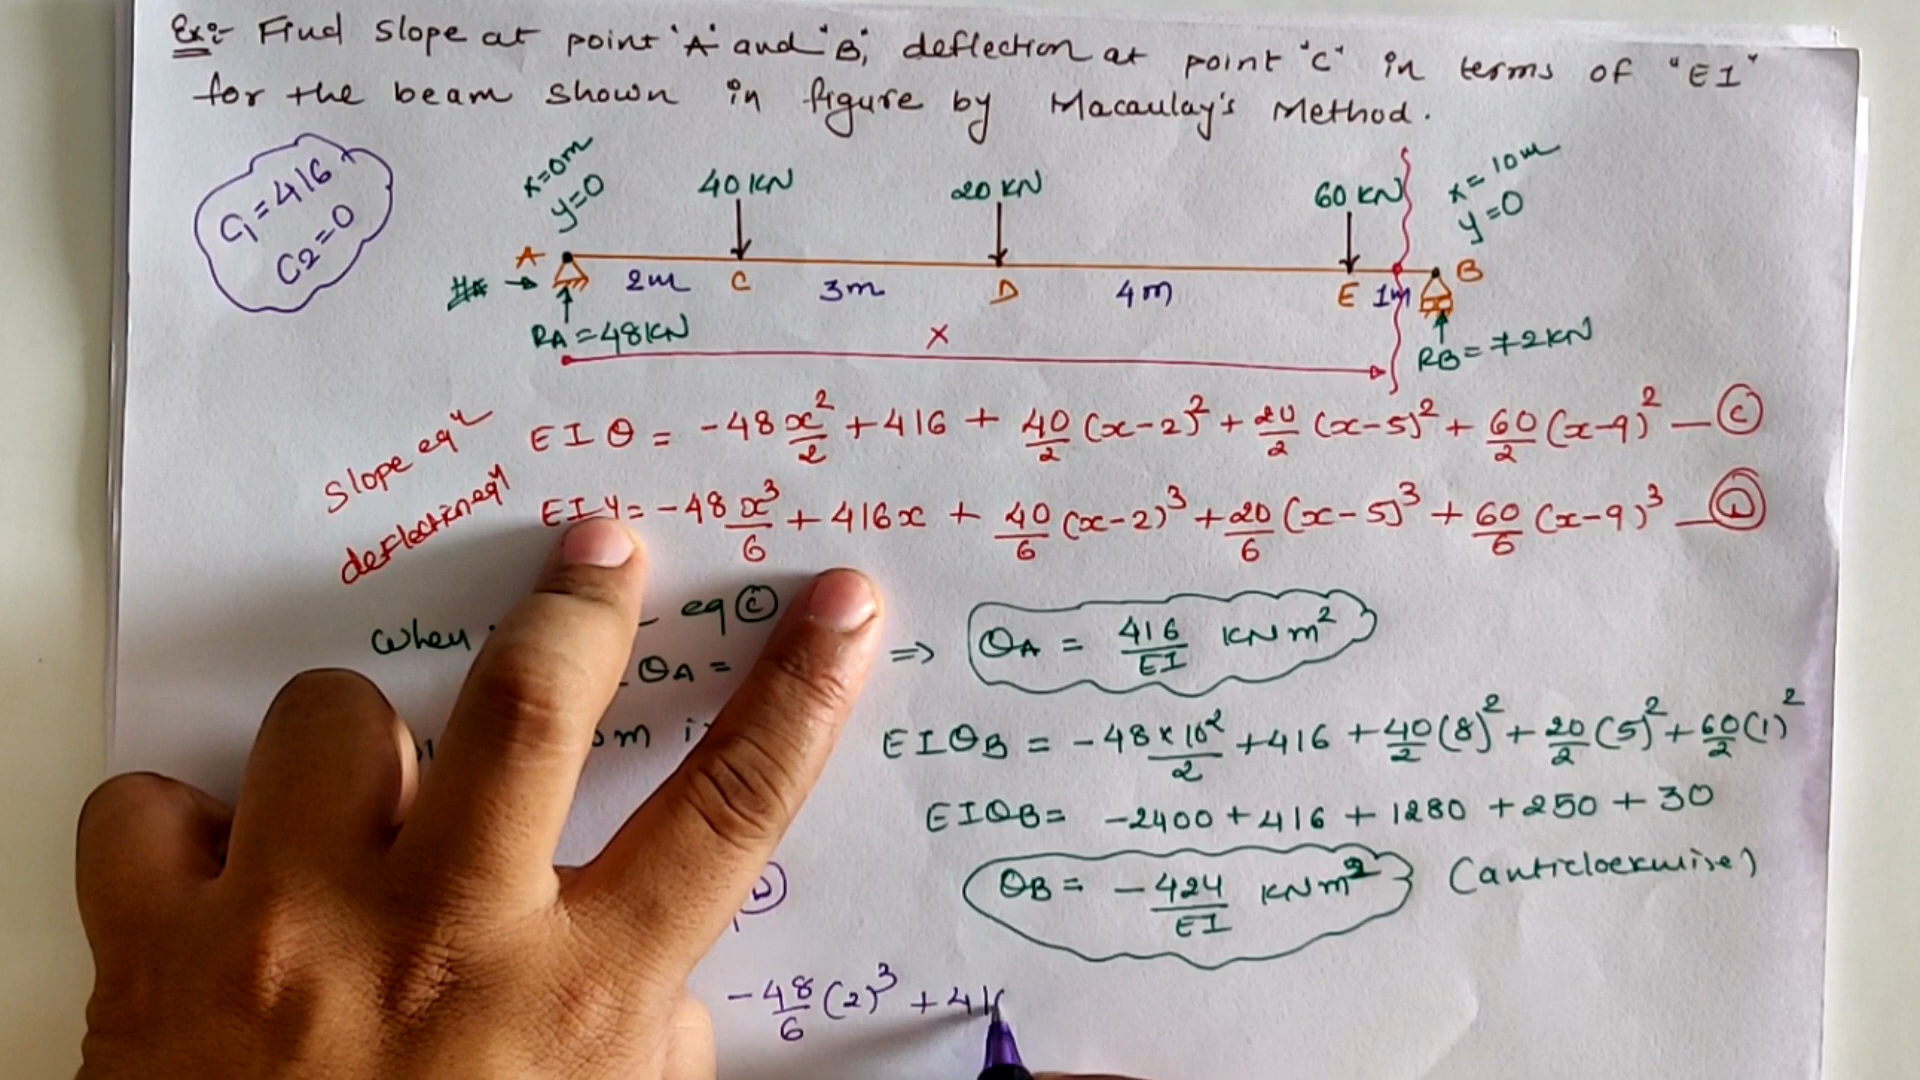 Ex:- Find slope at point 'A' and 'B', deflection at point "C" in terms of "EI"
for the beam shown in figure by Macaulay's Method.
C1 = 416
C2 = 0
x=0m
y=0
40 KN
20 KN
60 KN
x = 10m
y = 0
A
2m
C
3m
D
4m
E
1m
B
RA = 48KN
x
RB = 72KN
slope eqn
EIθ = -48 x²/2 + 416 + 40/2 (x-2)² + 20/2 (x-5)² + 60/2 (x-9)² — (C)
deflection eqn
EIy = -48 x³/6 + 416x + 40/6 (x-2)³ + 20/6 (x-5)³ + 60/6 (x-9)³ — (D)
When eq (C)
θA = ⇒ θA = 416/EI KNm²
m i
EIθB = -48×10²/2 + 416 + 40/2 (8)² + 20/2 (5)² + 60/2 (1)²
EIθB = -2400 + 416 + 1280 + 250 + 30
θB = -424/EI KNm² (anticlockwise)
(D)
-48/6 (2)³ + 41